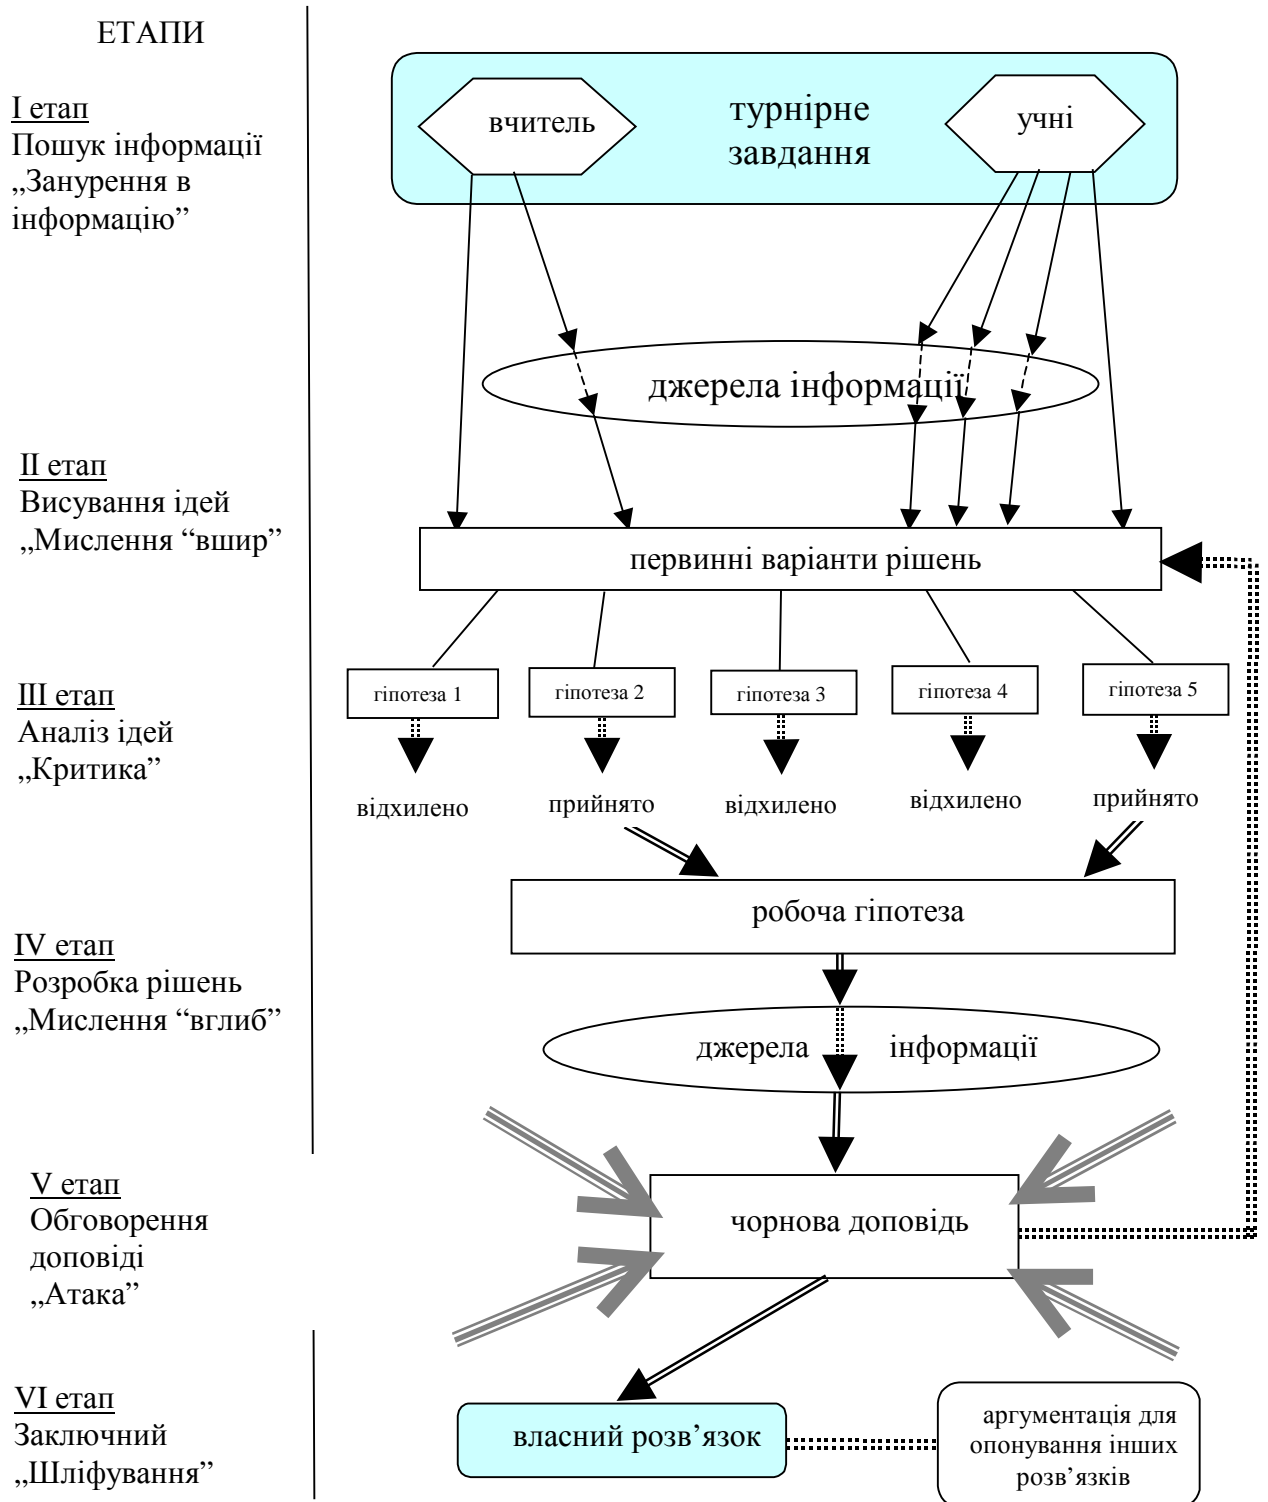 ЕТАПИ
І етап
Пошук інформації
„Занурення в
інформацію”
вчитель
турнірне
завдання
учні
джерела інформації
ІІ етап
Висування ідей
„Мислення “вшир”
первинні варіанти рішень
ІІІ етап
Аналіз ідей
„Критика”
гіпотеза 1
гіпотеза 2
гіпотеза 3
гіпотеза 4
гіпотеза 5
відхилено
прийнято
відхилено
відхилено
прийнято
робоча гіпотеза
ІV етап
Розробка рішень
„Мислення “вглиб”
джерела інформації
V етап
Обговорення
доповіді
„Атака”
чорнова доповідь
VI етап
Заключний
„Шліфування”
власний розв’язок
аргументація для
опонування інших
розв’язків